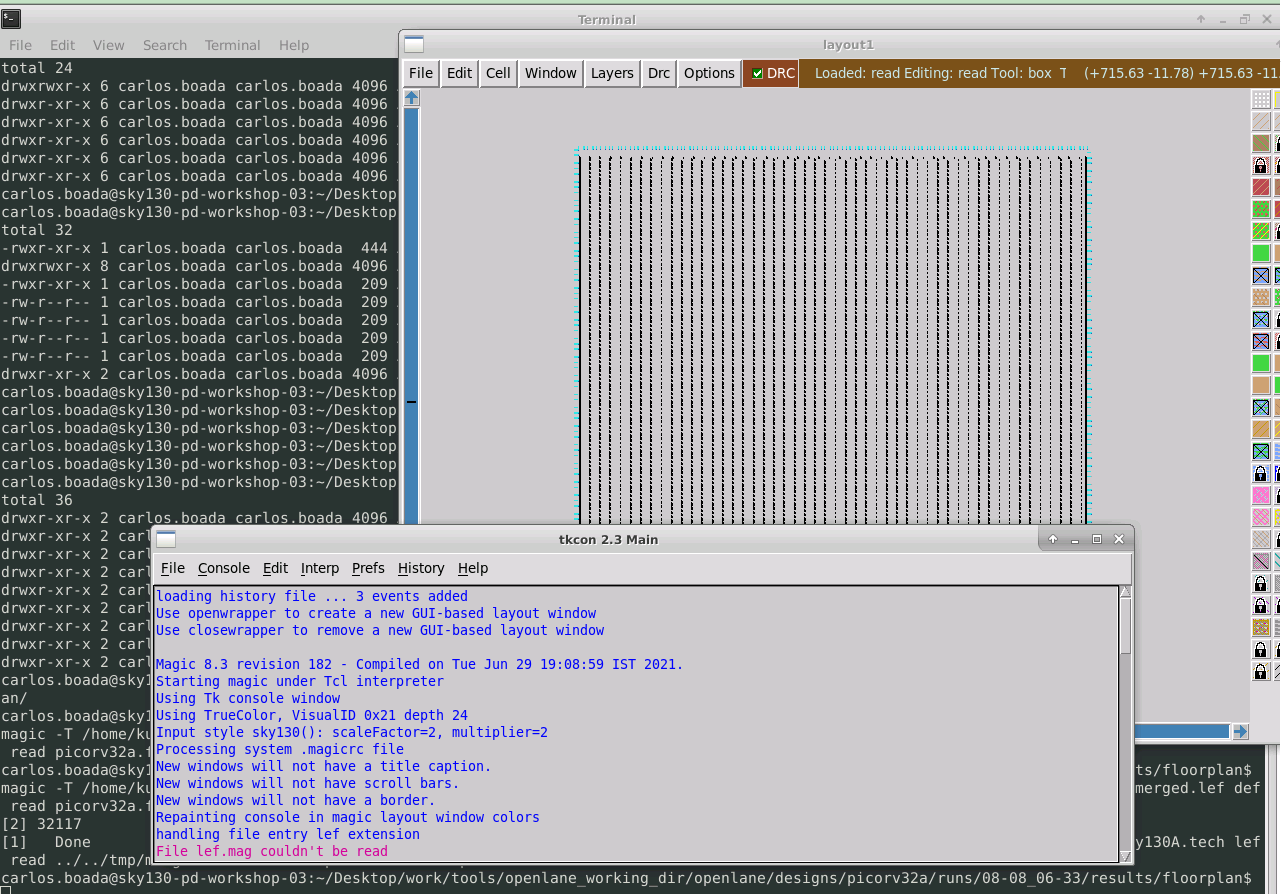 Terminal
File Edit View Search Terminal Help
total 24
drwxrwxr-x 6 carlos.boada carlos.boada 4096
drwxr-xr-x 6 carlos.boada carlos.boada 4096
drwxr-xr-x 6 carlos.boada carlos.boada 4096
drwxr-xr-x 6 carlos.boada carlos.boada 4096
drwxr-xr-x 6 carlos.boada carlos.boada 4096
drwxr-xr-x 6 carlos.boada carlos.boada 4096
carlos.boada@sky130-pd-workshop-03:~/Desktop
carlos.boada@sky130-pd-workshop-03:~/Desktop
total 32
-rwxr-xr-x 1 carlos.boada carlos.boada 444
drwxrwxr-x 8 carlos.boada carlos.boada 4096
-rwxr-xr-x 1 carlos.boada carlos.boada 209
-rw-r--r-- 1 carlos.boada carlos.boada 209
-rw-r--r-- 1 carlos.boada carlos.boada 209
-rw-r--r-- 1 carlos.boada carlos.boada 209
-rw-r--r-- 1 carlos.boada carlos.boada 209
drwxr-xr-x 2 carlos.boada carlos.boada 4096
carlos.boada@sky130-pd-workshop-03:~/Desktop
carlos.boada@sky130-pd-workshop-03:~/Desktop
carlos.boada@sky130-pd-workshop-03:~/Desktop
carlos.boada@sky130-pd-workshop-03:~/Desktop
carlos.boada@sky130-pd-workshop-03:~/Desktop
carlos.boada@sky130-pd-workshop-03:~/Desktop
total 36
drwxr-xr-x 2 carlos.boada carlos.boada 4096
drwxr-xr-x 2 carl
drwxr-xr-x 2 carl
drwxr-xr-x 2 carl
drwxr-xr-x 2 carl
drwxr-xr-x 2 carl
drwxr-xr-x 2 carl
drwxr-xr-x 2 carl
drwxr-xr-x 2 carl
carlos.boada@sky1
an/
carlos.boada@sky1
magic -T /home/ku
read picorv32a.
carlos.boada@sky1 ts/floorplan$
magic -T /home/ku merged.lef def
read picorv32a.
[2] 32117
[1] Done y130A.tech lef
read ../../tmp/m
carlos.boada@sky130-pd-workshop-03:~/Desktop/work/tools/openlane_working_dir/openlane/designs/picorv32a/runs/08-08_06-33/results/floorplan$
layout1
File Edit Cell Window Layers Drc Options DRC Loaded: read Editing: read Tool: box T (+715.63 -11.78) +715.63 -11.
tkcon 2.3 Main
File Console Edit Interp Prefs History Help
loading history file ... 3 events added
Use openwrapper to create a new GUI-based layout window
Use closewrapper to remove a new GUI-based layout window
Magic 8.3 revision 182 - Compiled on Tue Jun 29 19:08:59 IST 2021.
Starting magic under Tcl interpreter
Using Tk console window
Using TrueColor, VisualID 0x21 depth 24
Input style sky130(): scaleFactor=2, multiplier=2
Processing system .magicrc file
New windows will not have a title caption.
New windows will not have scroll bars.
New windows will not have a border.
Repainting console in magic layout window colors
handling file entry lef extension
File lef.mag couldn't be read